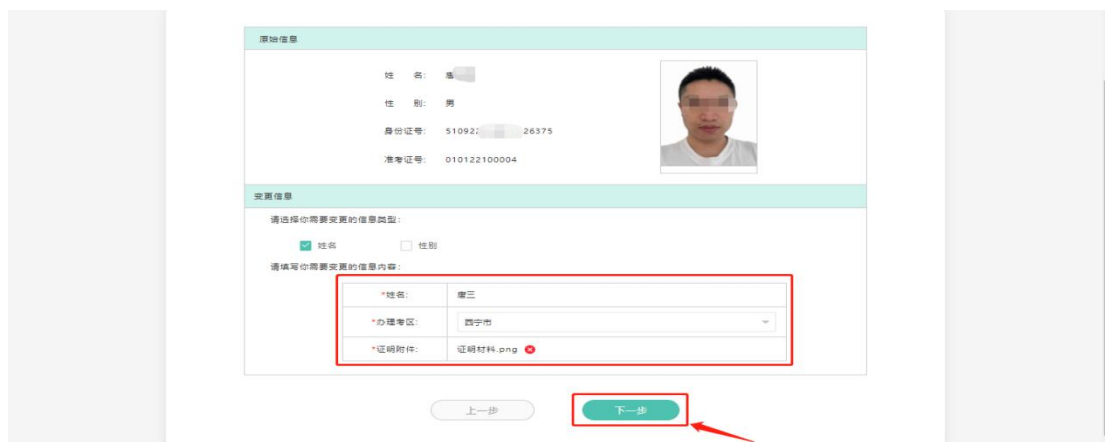 原始信息
姓 名:
性 别: 男
身份证号: 51092 26375
准考证号: 010122100004
变更信息
请选择你需要变更的信息类型:
姓名 性别
请填写你需要变更的信息内容:
*姓名: 唐三
*办理考区: 西宁市
*证明附件: 证明材料.png
上一步 下一步